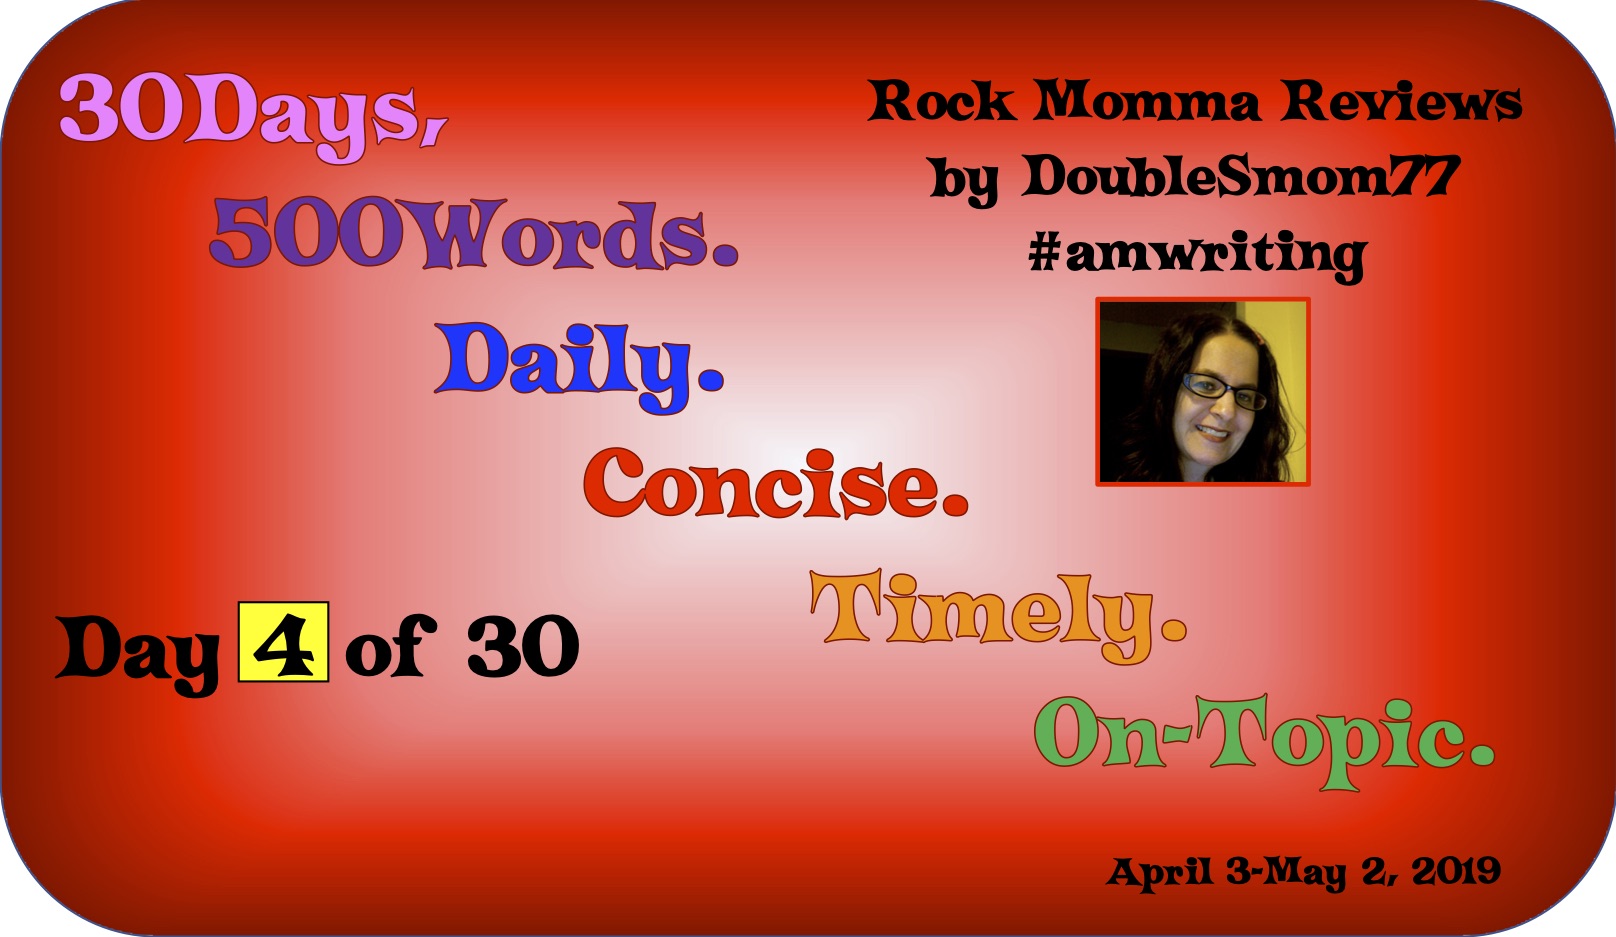 30Days,
500Words.
Daily.
Concise.
Timely.
On-Topic.
Rock Momma Reviews
by DoubleSmom77
#amwriting
Day 4 of 30
April 3-May 2, 2019